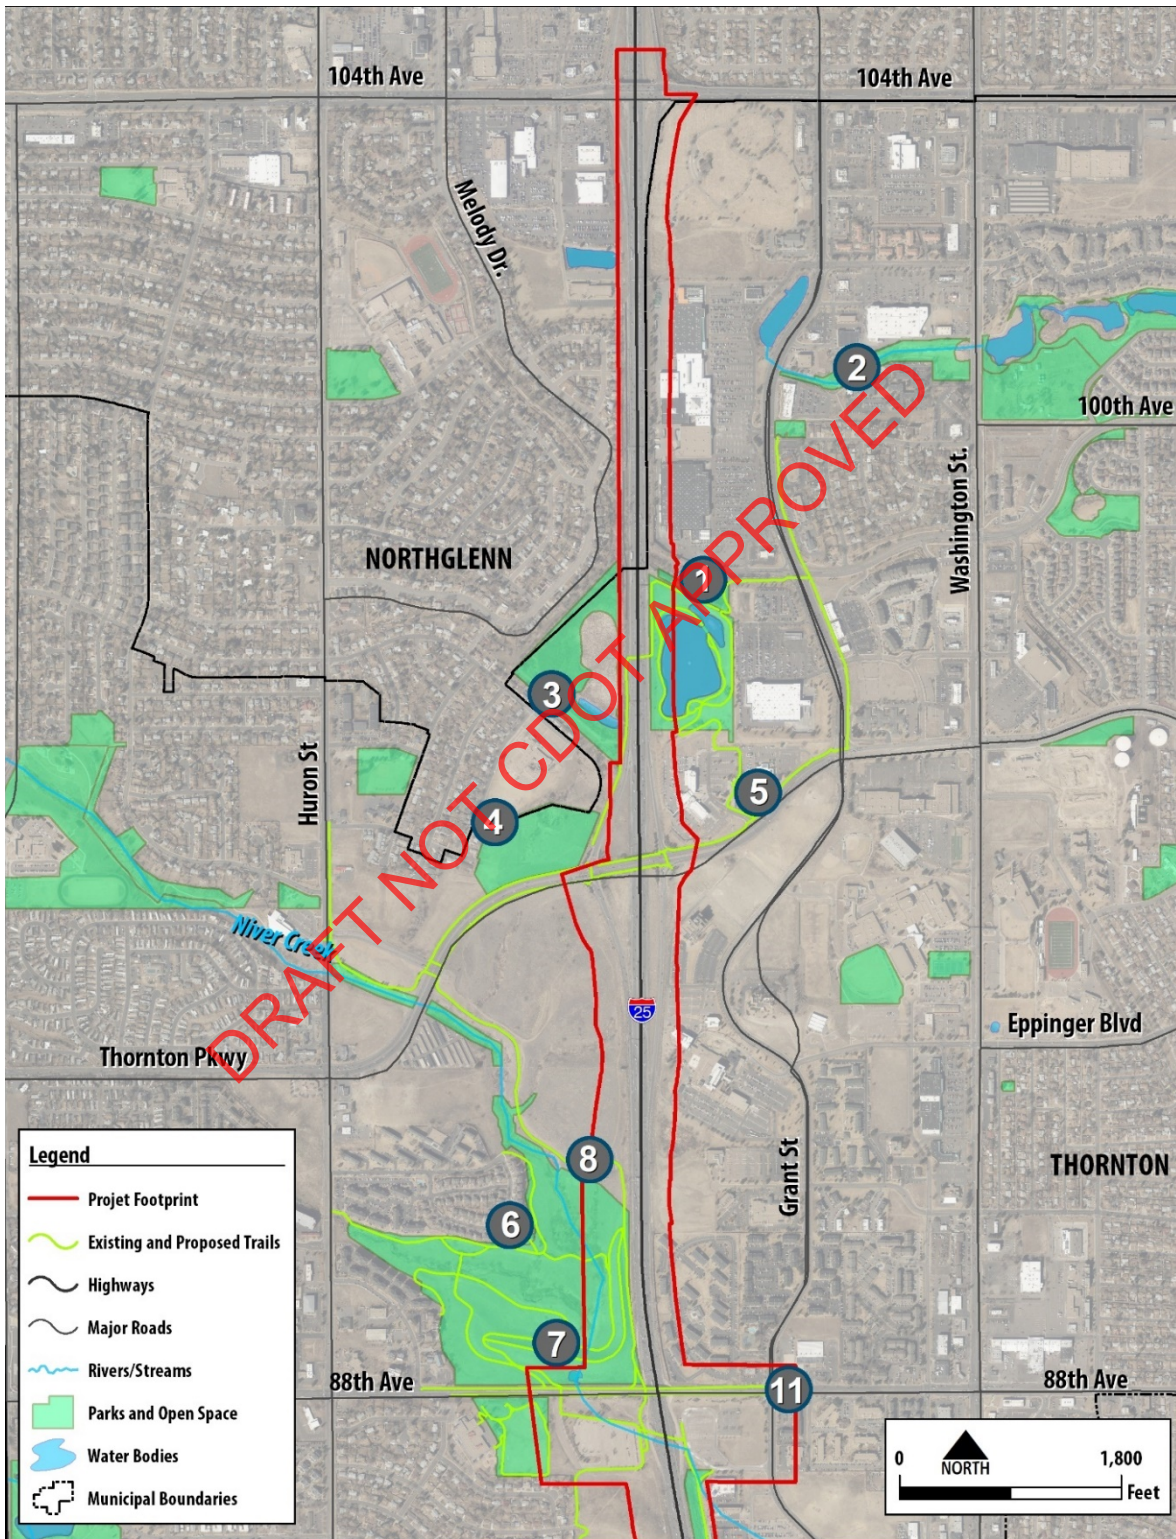 104th Ave
104th Ave
Melody Dr.
2
100th Ave
Washington St.
NORTHGLENN
1
3
Huron St
5
4
Niver Creek
DRAFT NOT CDOT APPROVED
25
Eppinger Blvd
Thornton Pkwy
8
THORNTON
Grant St
6
7
88th Ave
11
88th Ave
Legend
Projet Footprint
Existing and Proposed Trails
Highways
Major Roads
Rivers/Streams
Parks and Open Space
Water Bodies
Municipal Boundaries
0
NORTH
1,800
Feet